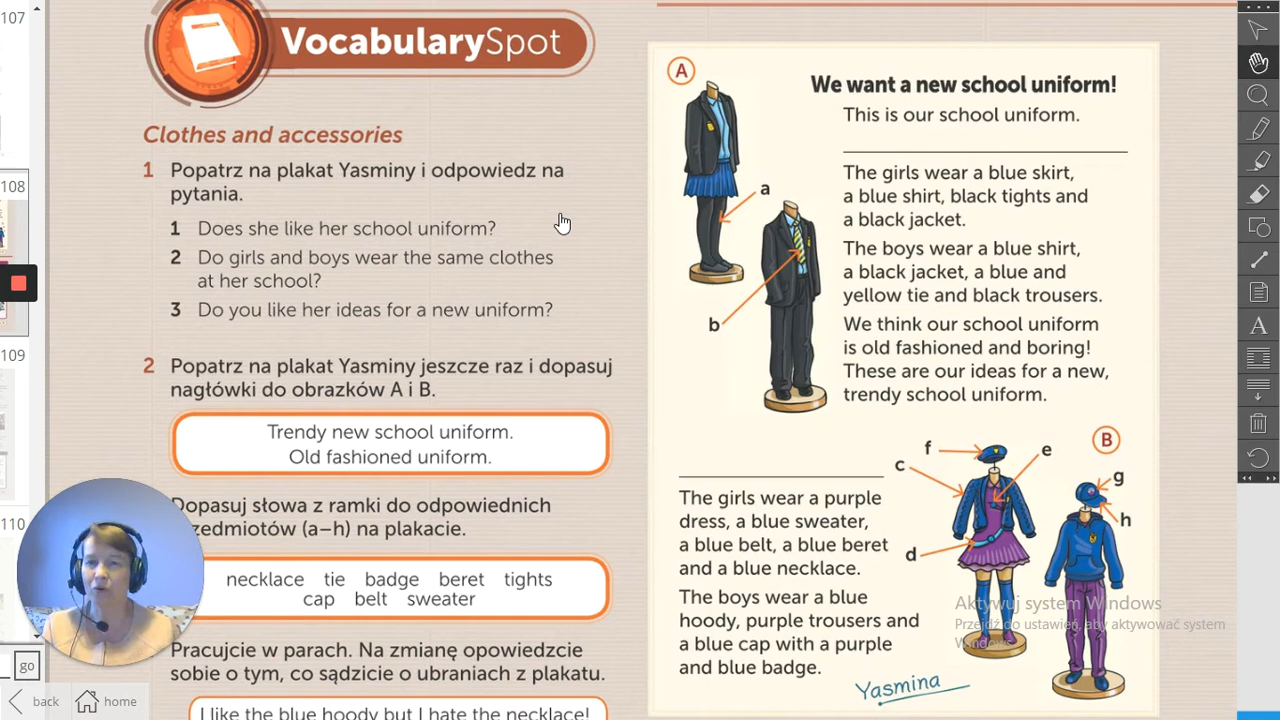 107
108
109
110
go
back
home
VocabularySpot
Clothes and accessories
1 Popatrz na plakat Yasminy i odpowiedz na
pytania.
1 Does she like her school uniform?
2 Do girls and boys wear the same clothes
at her school?
3 Do you like her ideas for a new uniform?
2 Popatrz na plakat Yasminy jeszcze raz i dopasuj
nagłówki do obrazków A i B.
Trendy new school uniform.
Old fashioned uniform.
Dopasuj słowa z ramki do odpowiednich
(a–h) na plakacie.
necklace tie badge beret tights
cap belt sweater
Pracujcie w parach. Na zmianę opowiedzcie
sobie o tym, co sądzicie o ubraniach z plakatu.
I like the blue hoody but I hate the necklace!
A
We want a new school uniform!
This is our school uniform.
The girls wear a blue skirt,
a blue shirt, black tights and
a black jacket.
The boys wear a blue shirt,
a black jacket, a blue and
yellow tie and black trousers.
We think our school uniform
is old fashioned and boring!
These are our ideas for a new,
trendy school uniform.
a
b
B
The girls wear a purple
dress, a blue sweater,
a blue belt, a blue beret
and a blue necklace.
The boys wear a blue
hoody, purple trousers and
a blue cap with a purple
and blue badge.
f
e
c
g
h
d
Yasmina
Aktywuj system Windows
Przejdź do ustawień, aby aktywować system
Windows.
A